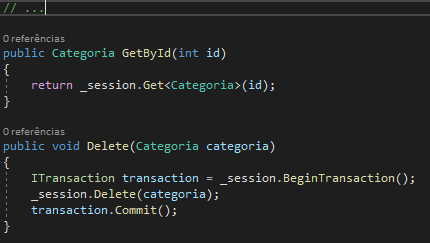 // ...
0 referências
public Categoria GetById(int id)
{
return _session.Get<Categoria>(id);
}
0 referências
public void Delete(Categoria categoria)
{
ITransaction transaction = _session.BeginTransaction();
_session.Delete(categoria);
transaction.Commit();
}